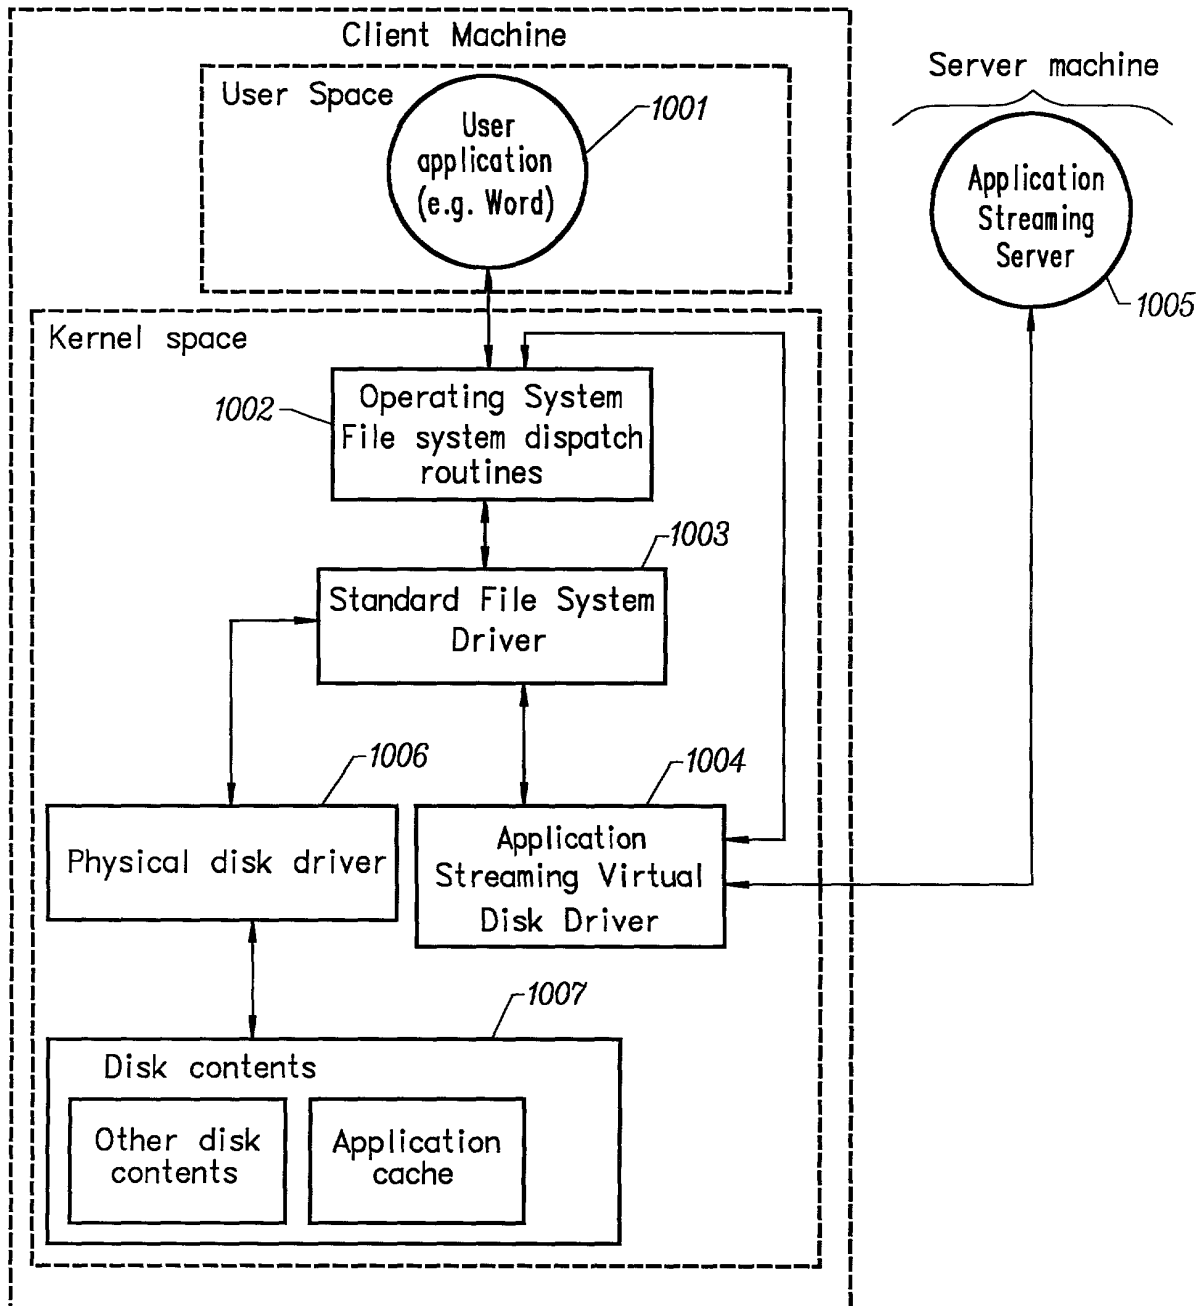 Client Machine
Server machine
User Space
1001
User
application
(e.g. Word)
Application
Streaming
Server
1005
Kernel space
1002
Operating System
File system dispatch
routines
1003
Standard File System
Driver
1006
1004
Physical disk driver
Application
Streaming Virtual
Disk Driver
1007
Disk contents
Other disk
contents
Application
cache